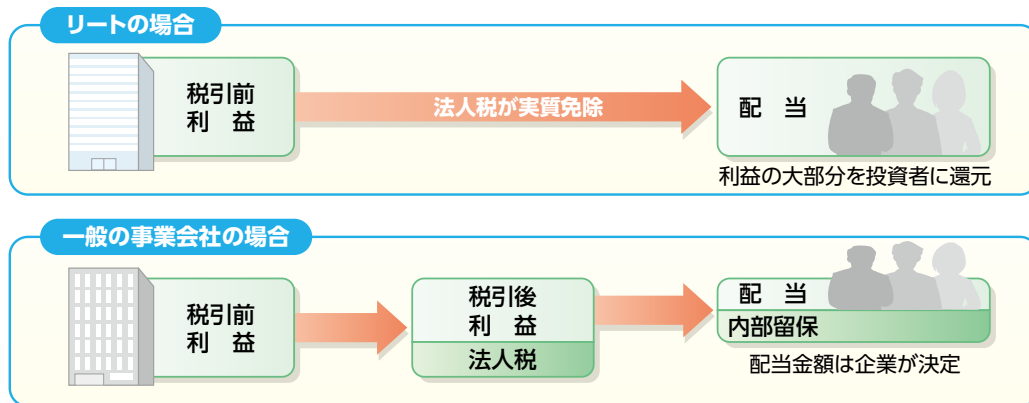 リートの場合
税引前
利 益
法人税が実質免除
配 当
利益の大部分を投資者に還元
一般の事業会社の場合
税引前
利 益
税引後
利 益
法人税
配 当
内部留保
配当金額は企業が決定